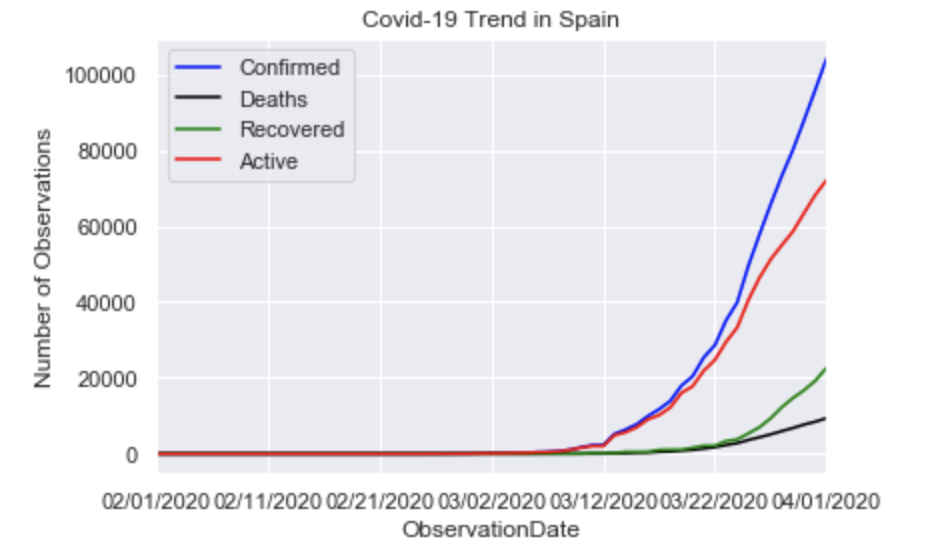 Covid-19 Trend in Spain
Confirmed
Deaths
Recovered
Active
100000
80000
60000
40000
20000
0
Number of Observations
02/01/2020 02/11/2020 02/21/2020 03/02/2020 03/12/2020 03/22/2020 04/01/2020
ObservationDate